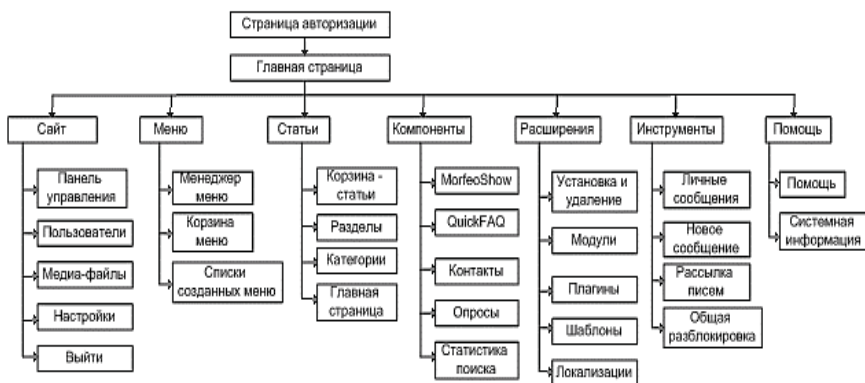 Страница авторизации
Главная страница
Сайт
Меню
Статьи
Компоненты
Расширения
Инструменты
Помощь
Панель
управления
Пользователи
Медиа-файлы
Настройки
Выйти
Менеджер
меню
Корзина
меню
Списки
созданных меню
Корзина -
статьи
Разделы
Категории
Главная
страница
MorfeoShow
QuickFAQ
Контакты
Опросы
Статистика
поиска
Установка и
удаление
Модули
Плагины
Шаблоны
Локализации
Личные
сообщения
Новое
сообщение
Рассылка
писем
Общая
разблокировка
Помощь
Системная
информация